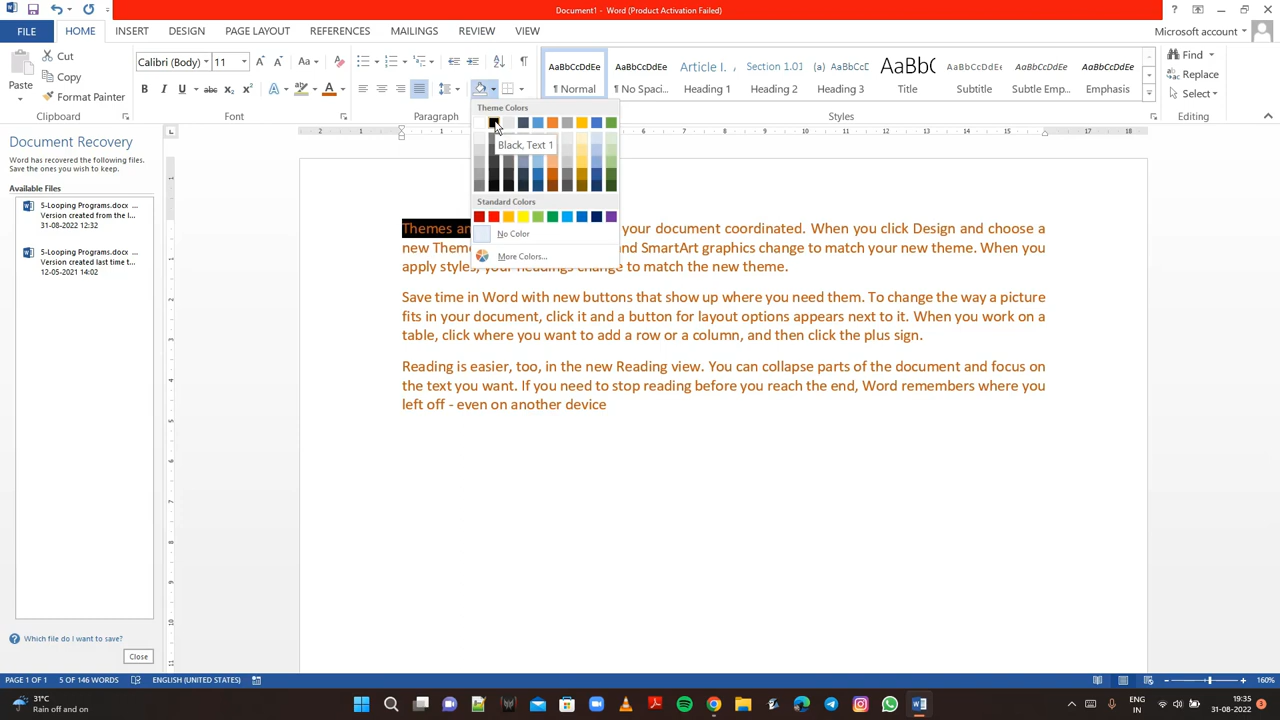 Document1 - Word (Product Activation Failed)
FILE HOME INSERT DESIGN PAGE LAYOUT REFERENCES MAILINGS REVIEW VIEW Microsoft account
Paste
Cut
Copy
Format Painter
Clipboard
Calibri (Body) 11
Font
Paragraph
AaBbCcDdEe AaBbCcDdEe Article I. Section 1.01 (a) AaBbCcD AaBbC AaBbCcDdEe AaBbCcDdEe AaBbCcDdEe
¶ Normal ¶ No Spaci... Heading 1 Heading 2 Heading 3 Title Subtitle Subtle Emp... Emphasis
Styles
Find
Replace
Select
Editing
Theme Colors
Black, Text 1
Standard Colors
No Color
More Colors...
Document Recovery
Word has recovered the following files.
Save the ones you wish to keep.
Available Files
5-Looping Programs.docx ...
Version created from the l...
31-08-2022 12:32
5-Looping Programs.docx ...
Version created last time t...
12-05-2021 14:02
Which file do I want to save?
Close
Themes an your document coordinated. When you click Design and choose a
new Theme and SmartArt graphics change to match your new theme. When you
apply styles, your headings change to match the new theme.
Save time in Word with new buttons that show up where you need them. To change the way a picture
fits in your document, click it and a button for layout options appears next to it. When you work on a
table, click where you want to add a row or a column, and then click the plus sign.
Reading is easier, too, in the new Reading view. You can collapse parts of the document and focus on
the text you want. If you need to stop reading before you reach the end, Word remembers where you
left off - even on another device
PAGE 1 OF 1 5 OF 146 WORDS ENGLISH (UNITED STATES) 160%
31°C
Rain off and on
ENG
IN
19:35
31-08-2022